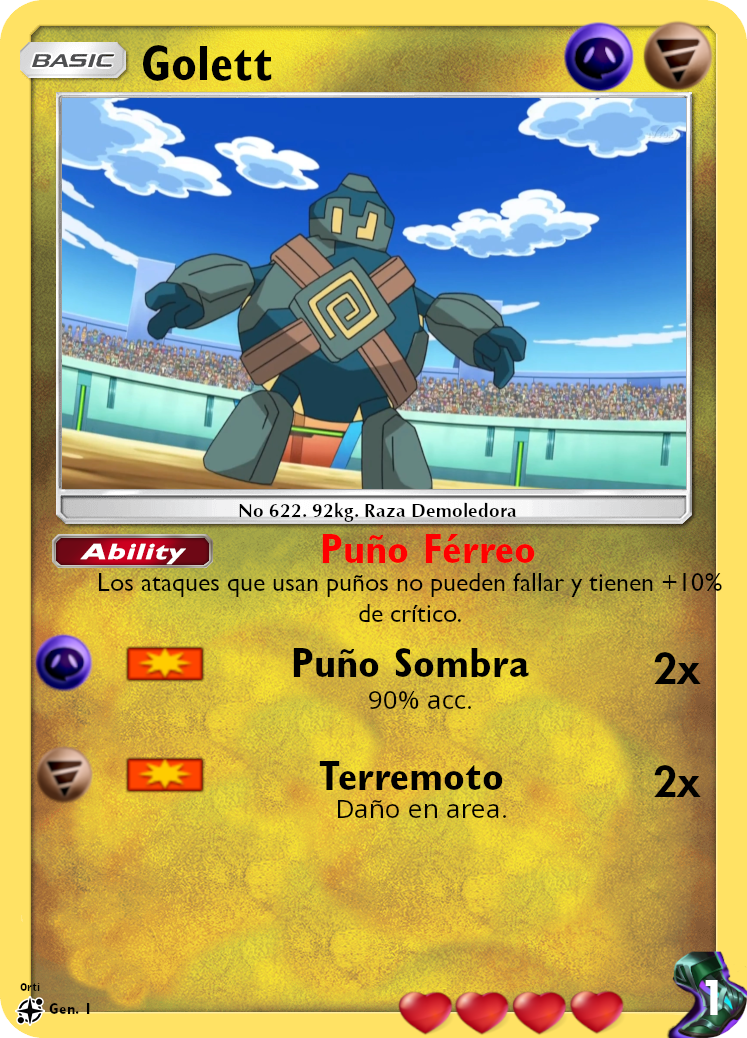 BASIC Golett
No 622. 92kg. Raza Demoledora
Ability Puño Férreo
Los ataques que usan puños no pueden fallar y tienen +10%
de crítico.
Puño Sombra 2x
90% acc.
Terremoto 2x
Daño en area.
Orti
Gen. 1
1